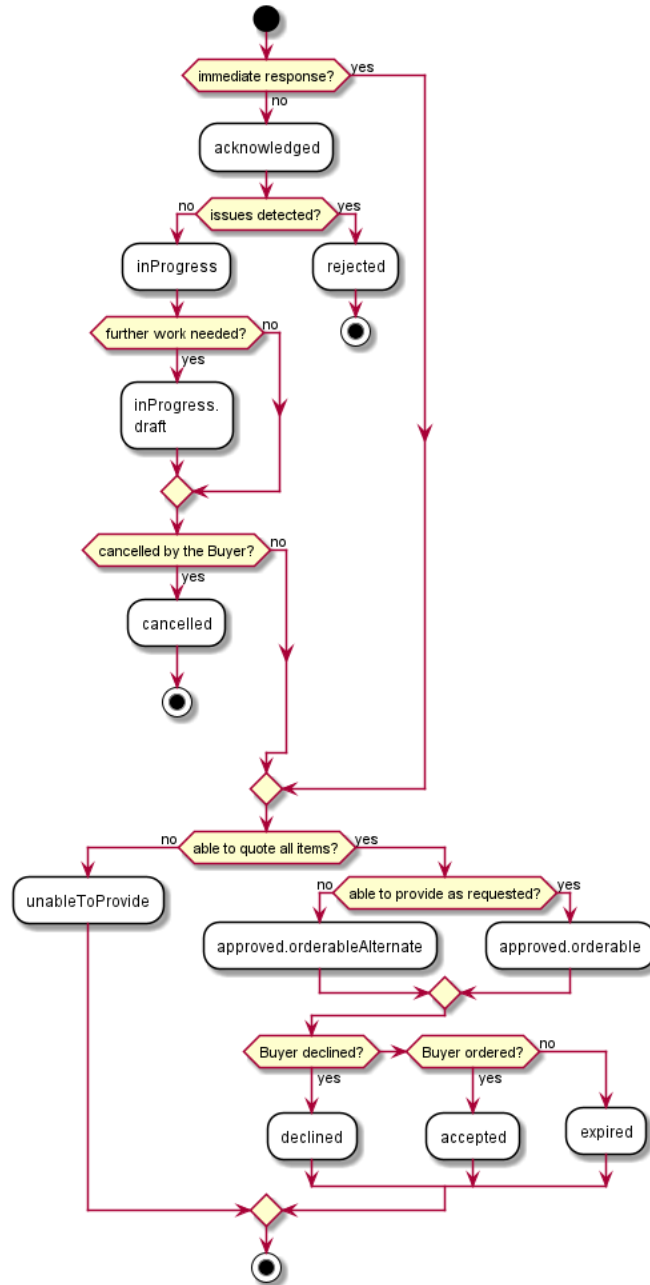 immediate response?
yes
no
acknowledged
no
issues detected?
yes
inProgress
rejected
further work needed?
no
yes
inProgress.
draft
cancelled by the Buyer?
no
yes
cancelled
no
able to quote all items?
yes
unableToProvide
no
able to provide as requested?
yes
approved.orderableAlternate
approved.orderable
Buyer declined?
Buyer ordered?
no
yes
yes
declined
accepted
expired